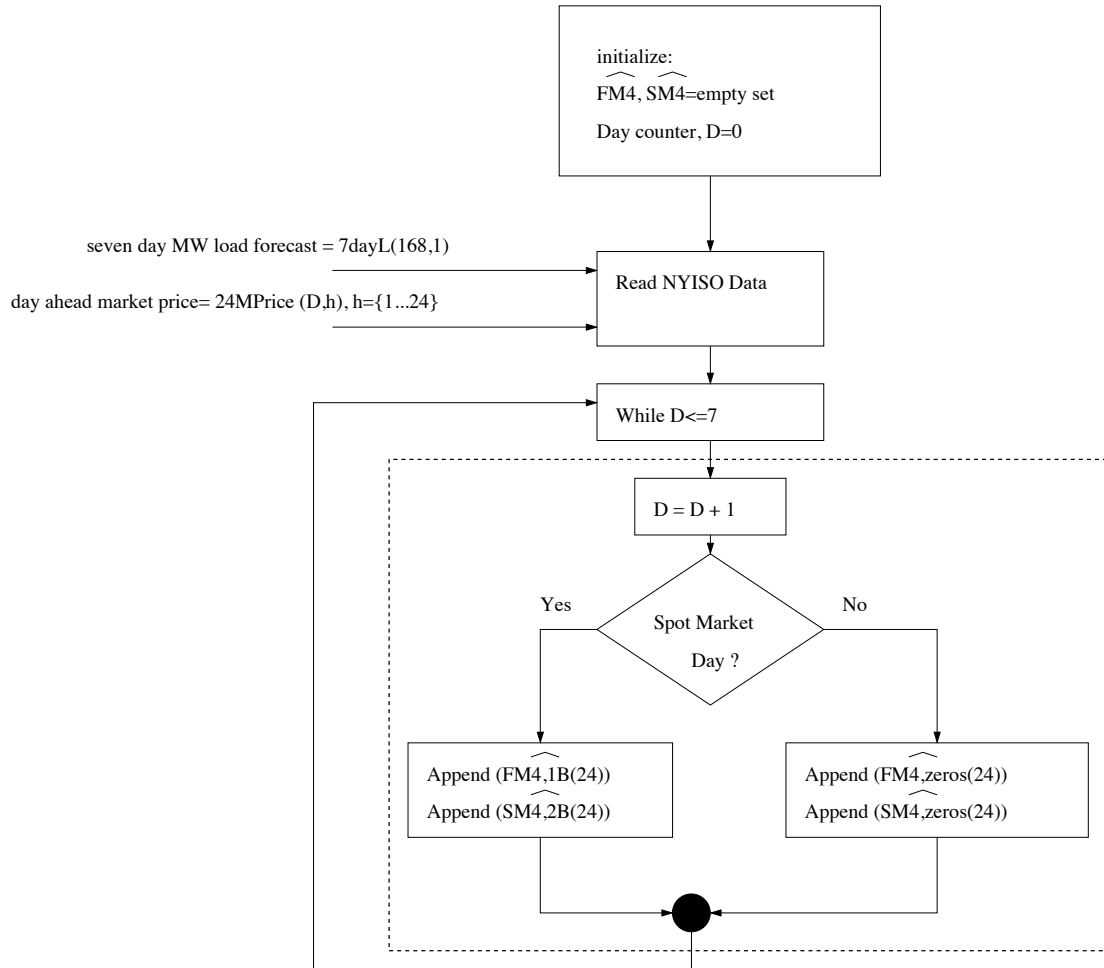 initialize:
F͡M4, S͡M4=empty set
Day counter, D=0
seven day MW load forecast = 7dayL(168,1)
day ahead market price= 24MPrice (D,h), h={1...24}
Read NYISO Data
While D<=7
D = D + 1
Yes
No
Spot Market
Day ?
Append (FM4,1B(24))
Append (SM4,2B(24))
Append (FM4,zeros(24))
Append (SM4,zeros(24))